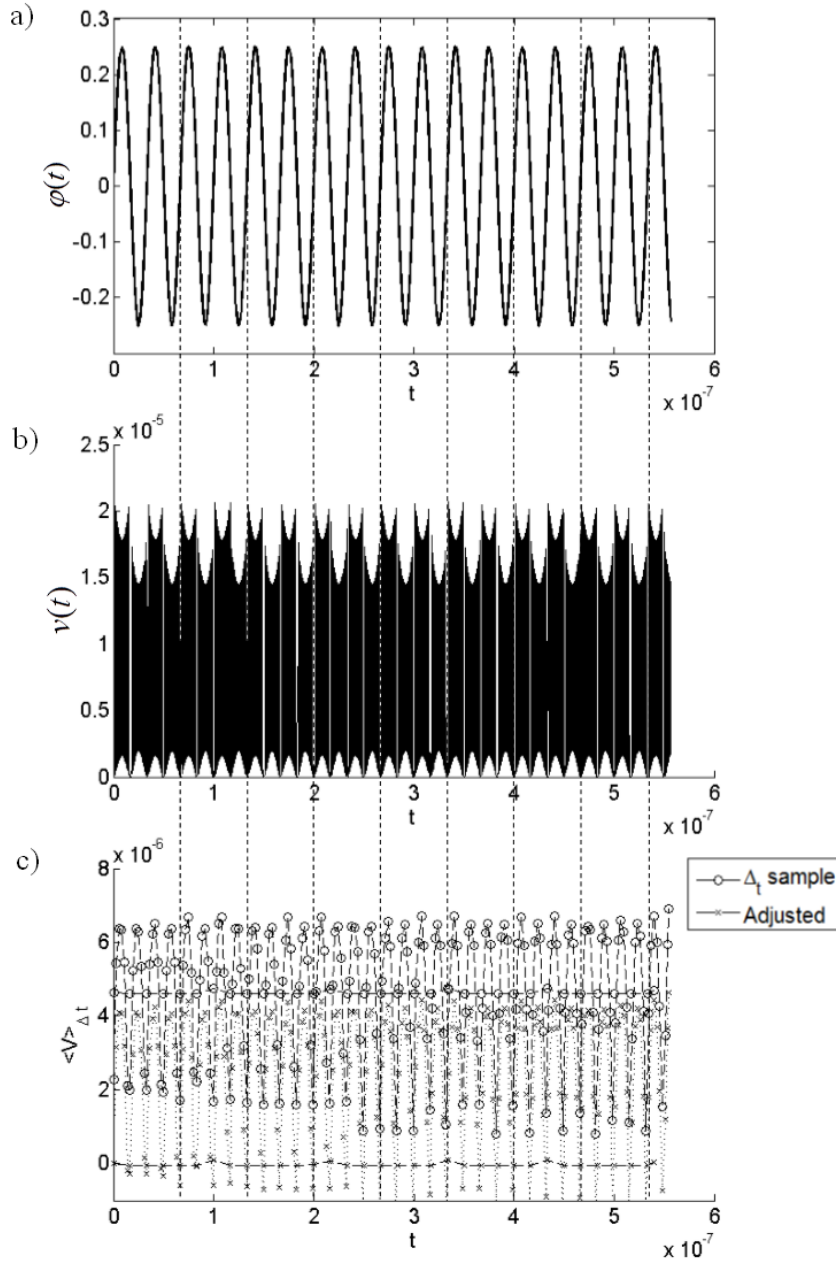 a)
0.3
0.2
0.1
0
-0.1
-0.2
φ(t)
0 1 2 3 4 5 6
t
x 10-7
b)
x 10-5
2.5
2
1.5
1
0.5
0
v(t)
0 1 2 3 4 5 6
t
x 10-7
c)
x 10-6
8
6
4
2
0
<V>Δt
Δt sample
Adjusted
0 1 2 3 4 5 6
t
x 10-7